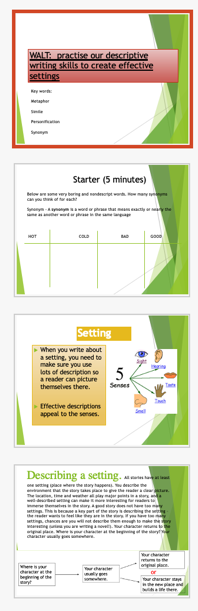 WALT: practise our descriptive
writing skills to create effective
settings
Key words:
Metaphor
Simile
Personification
Synonym
Starter (5 minutes)
Below are some very boring and nondescript words. How many synonyms
can you think of for each?
Synonym- A synonym is a word or phrase that means exactly or nearly the
same as another word or phrase in the same language
HOT COLD BAD GOOD
Setting
When you write about
a setting, you need to
make sure you use
lots of description so
a reader can picture
themselves there.
Effective descriptions
appeal to the senses.
5
Senses
Sight
Hearing
Taste
Touch
Smell
Describing a setting. All stories have at least
one setting place where the story happens. You describe the
environment that the story takes place to give the reader a clear picture.
The location, time and weather all play major points in a story, and a
well-described setting can make it more interesting for readers to
immerse themselves in the story. A good story does not have too many
settings. This is because a key part of the story is describing the setting
the reader wants to feel like they are in the story. If you have too many
settings, chances are you will not describe them enough to make the story
interesting (unless you are writing a novel!). Your character returns to the
original place. Where is your character at the beginning of the story? Your
character usually goes somewhere.
Where is your
character at the
beginning of the
story?
Your character
usually goes
somewhere.
Your character
returns to the
original place.
OR
Your character stays
in the new place and
builds a life there.